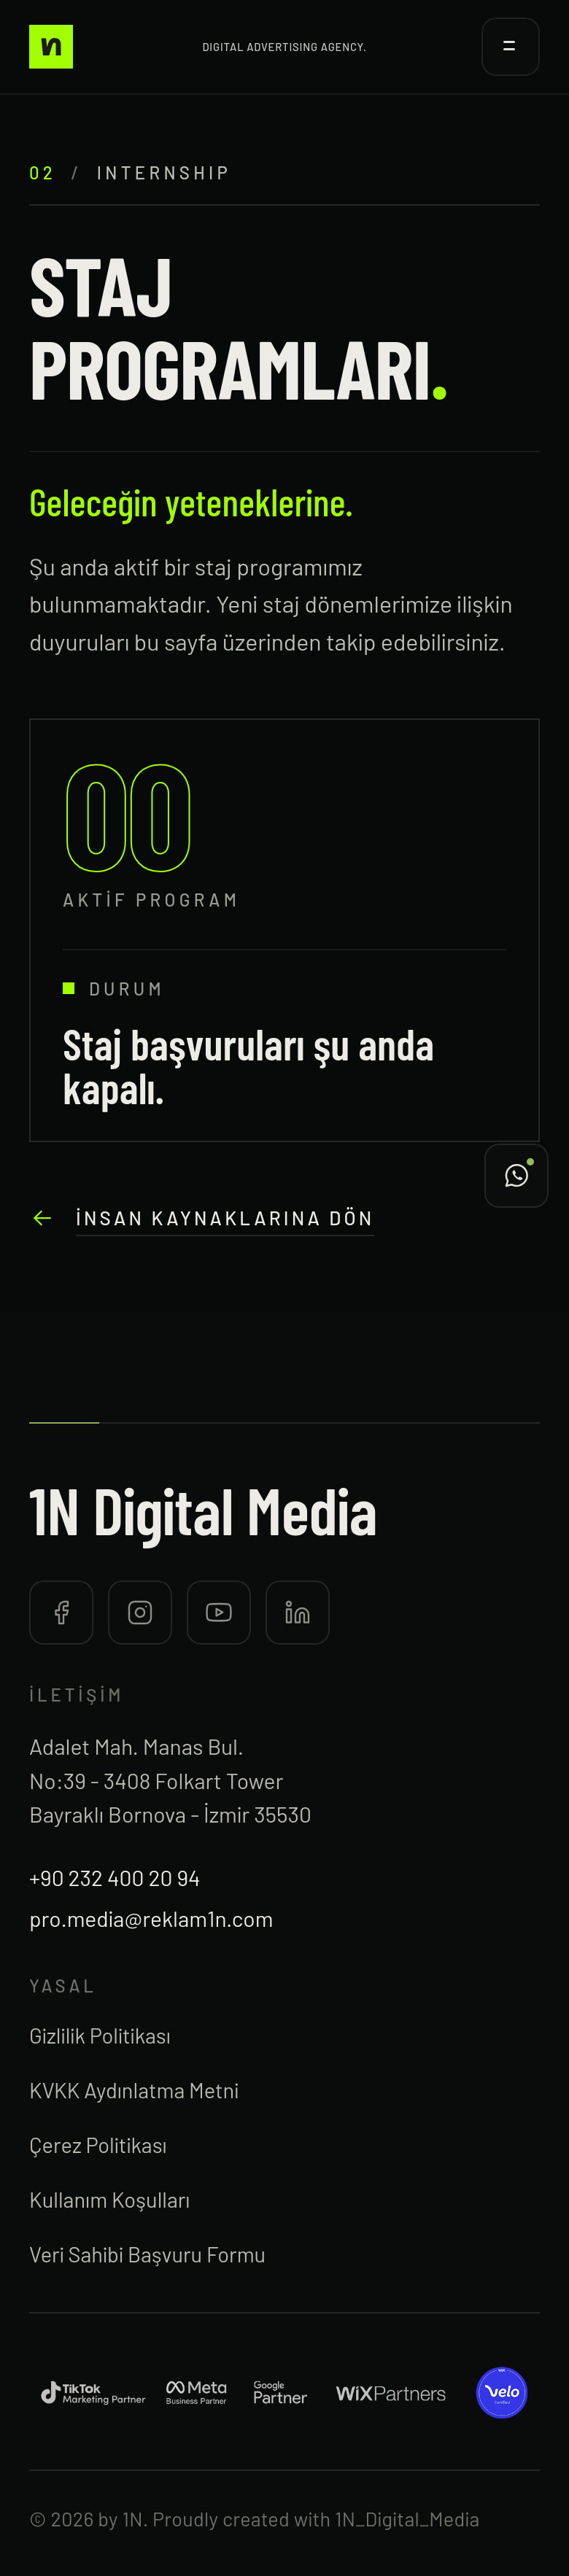 n
DIGITAL ADVERTISING AGENCY.
02 / INTERNSHIP
STAJ
PROGRAMLARI.
Geleceğin yeteneklerine.
Şu anda aktif bir staj programımız
bulunmamaktadır. Yeni staj dönemlerimize ilişkin
duyuruları bu sayfa üzerinden takip edebilirsiniz.
00
AKTİF PROGRAM
DURUM
Staj başvuruları şu anda
kapalı.
İNSAN KAYNAKLARINA DÖN
1N Digital Media
İLETİŞİM
Adalet Mah. Manas Bul.
No:39 - 3408 Folkart Tower
Bayraklı Bornova - İzmir 35530
+90 232 400 20 94
pro.media@reklam1n.com
YASAL
Gizlilik Politikası
KVKK Aydınlatma Metni
Çerez Politikası
Kullanım Koşulları
Veri Sahibi Başvuru Formu
TikTok
Marketing Partner
Meta
Business Partner
Google
Partner
WiXPartners
velo
© 2026 by 1N. Proudly created with 1N_Digital_Media